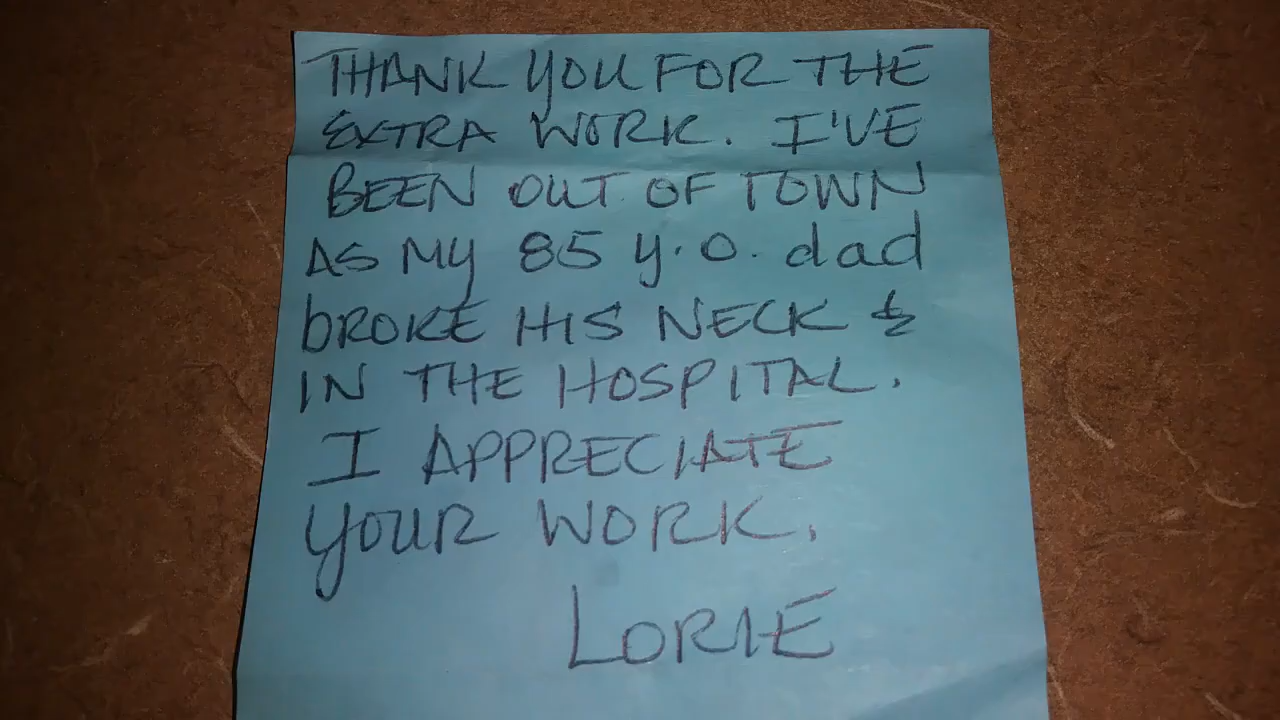 THANK YOU FOR THE
EXTRA WORK. I'VE
BEEN OUT OF TOWN
AS MY 85 y.o. dad
bROKE HIS NECK &
IN THE HOSPITAL.
I APPRECIATE
YOUR WORK.
LORIE